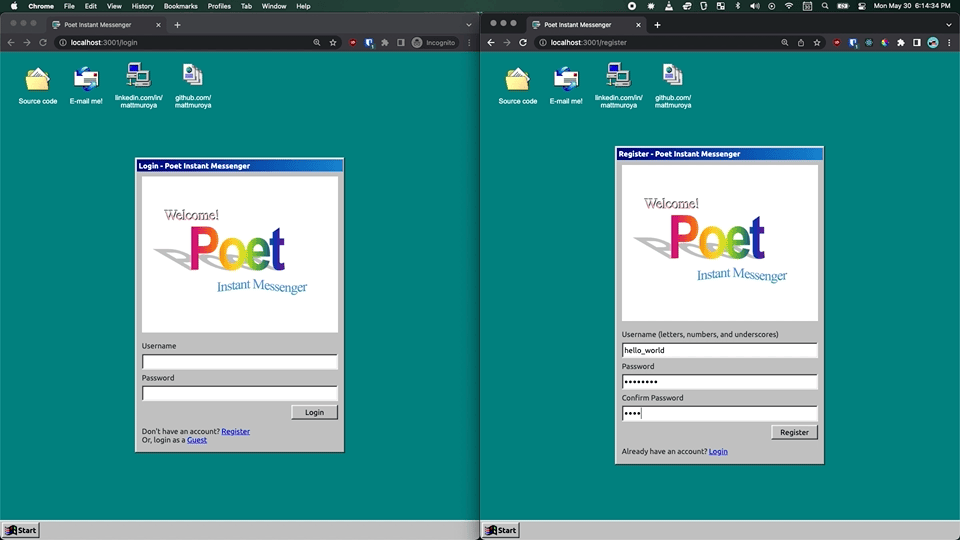 Chrome File Edit View History Bookmarks Profiles Tab Window Help
Mon May 30 6:14:34 PM
Poet Instant Messenger
localhost:3001/login
Incognito
Source code
E-mail me!
linkedin.com/in/
mattmuroya
github.com/
mattmuroya
Login - Poet Instant Messenger
Welcome!
Poet
Instant Messenger
Username
Password
Login
Don't have an account? Register
Or, login as a Guest
Start
Poet Instant Messenger
localhost:3001/register
Source code
E-mail me!
linkedin.com/in/
mattmuroya
github.com/
mattmuroya
Register - Poet Instant Messenger
Welcome!
Poet
Instant Messenger
Username (letters, numbers, and underscores)
hello_world
Password
••••••••
Confirm Password
••••
Register
Already have an account? Login
Start